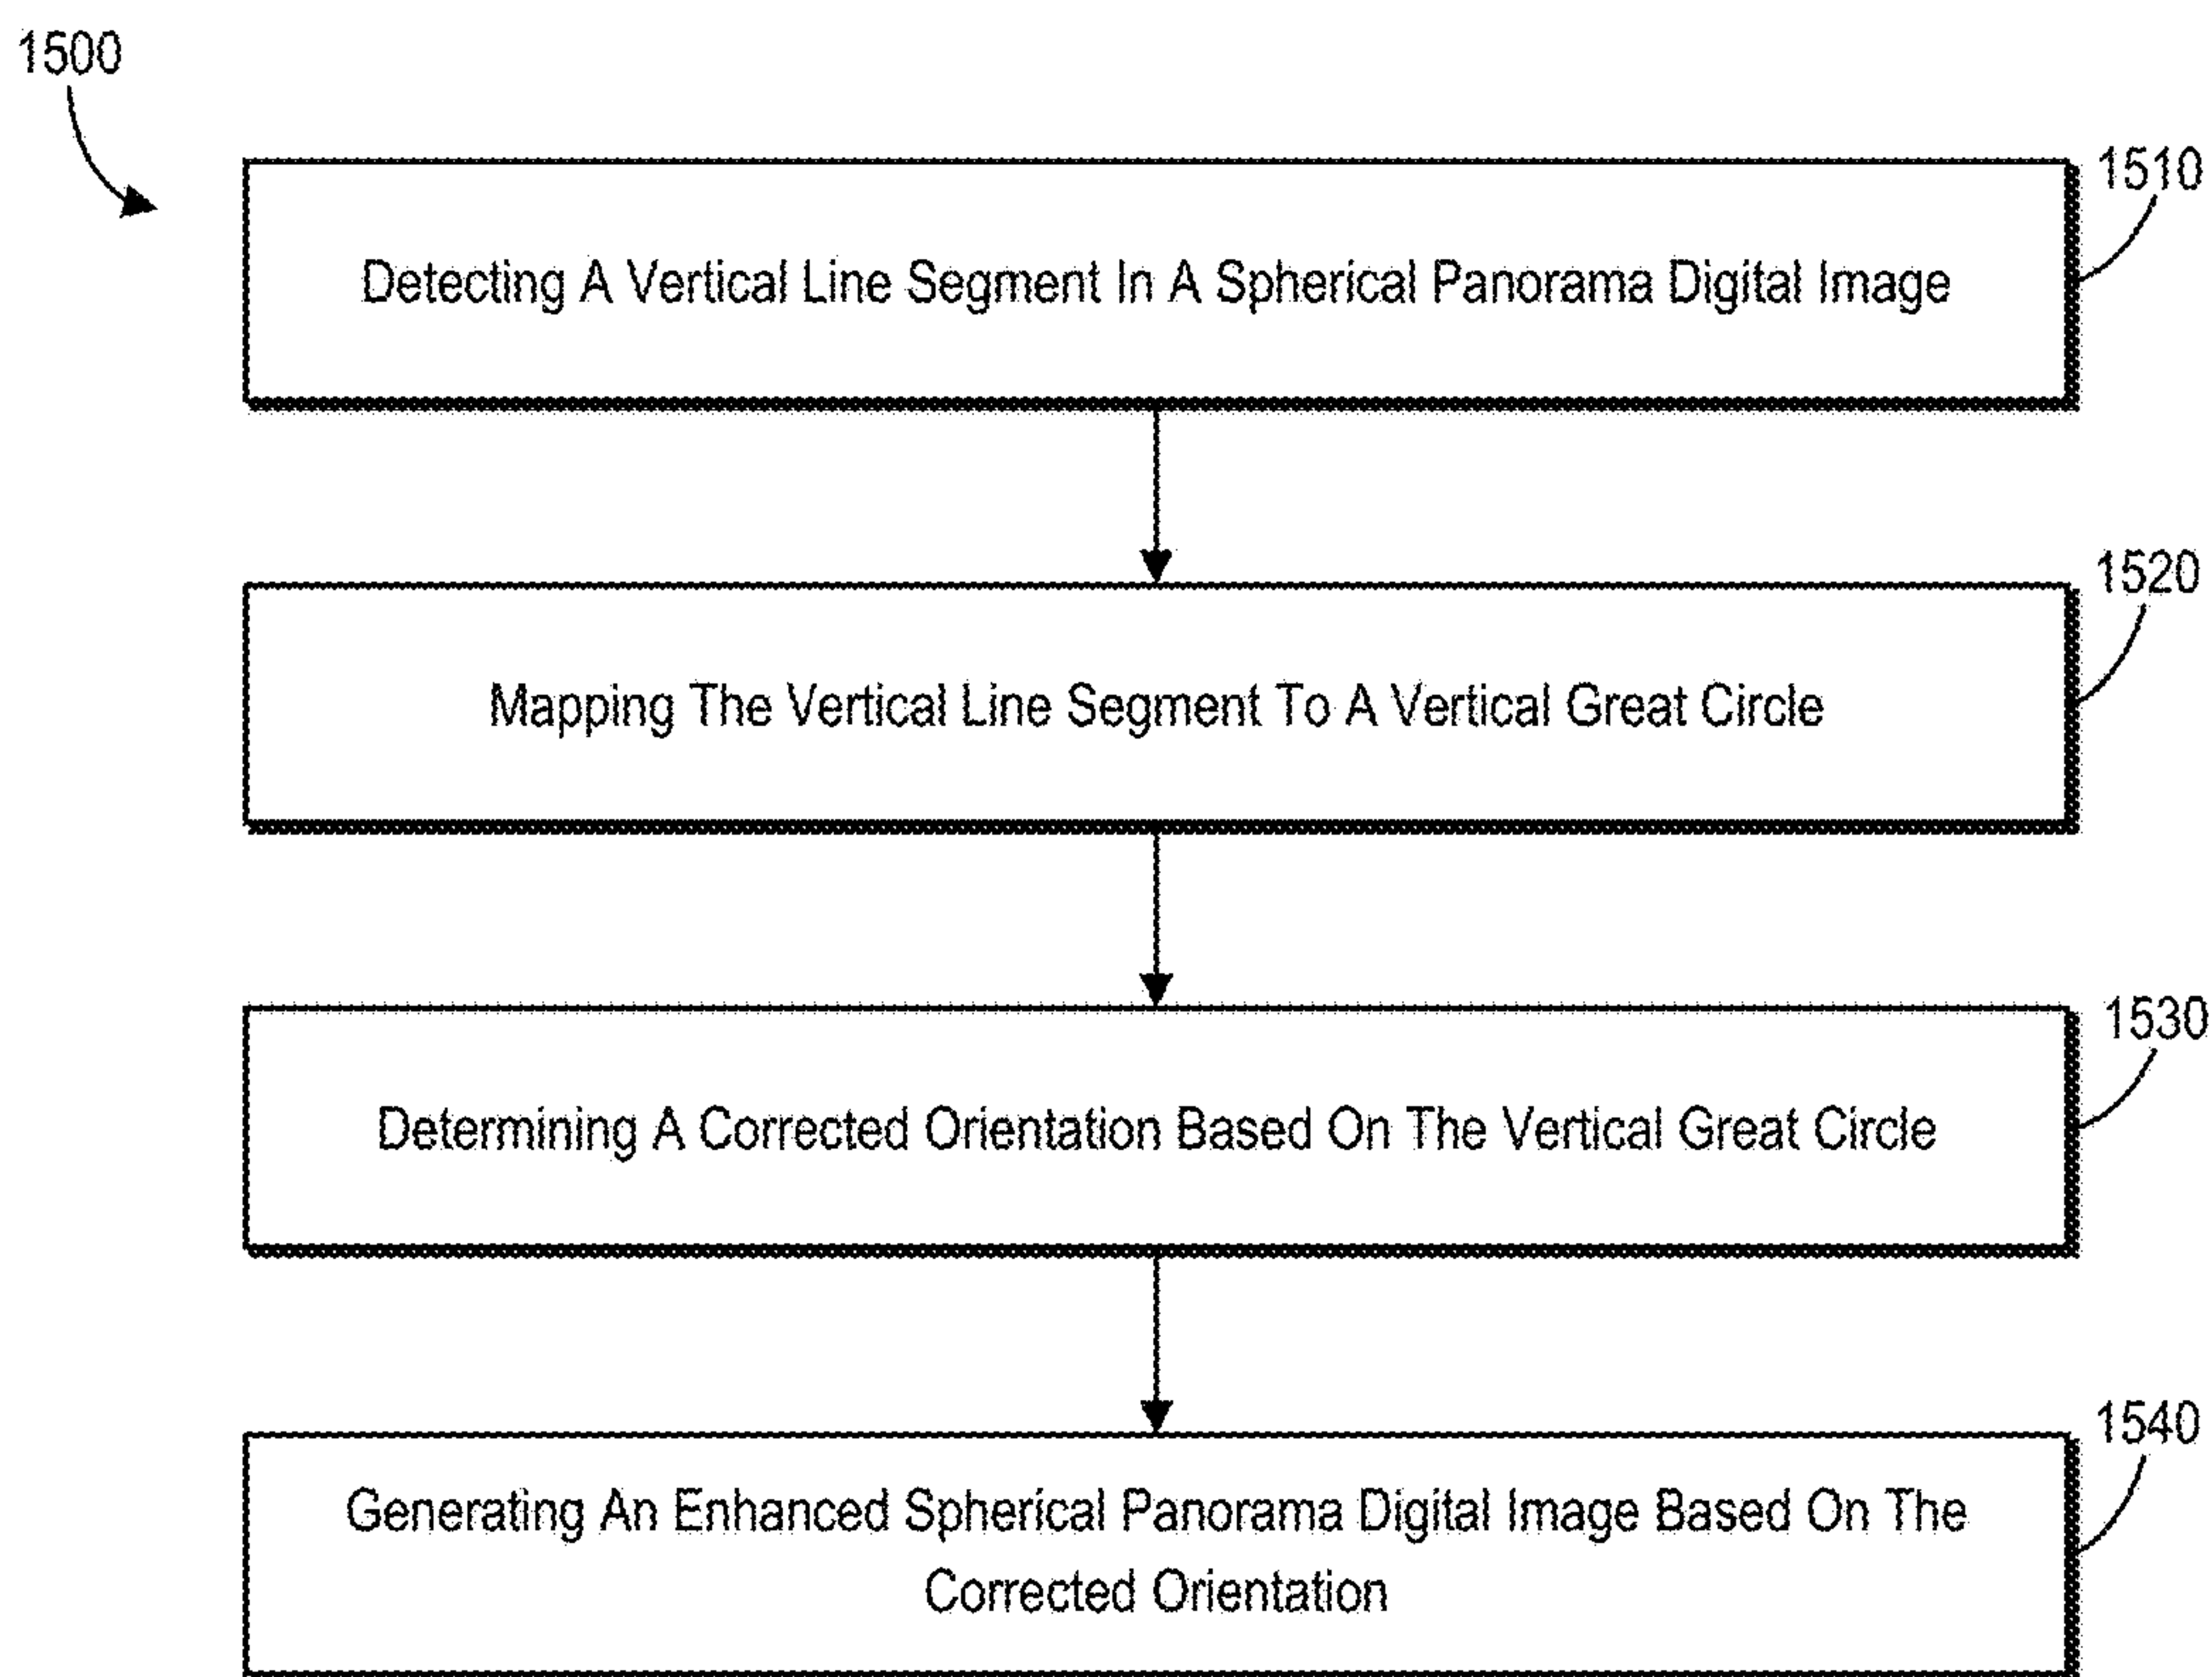 1500
1510
Detecting A Vertical Line Segment In A Spherical Panorama Digital Image
1520
Mapping The Vertical Line Segment To A Vertical Great Circle
1530
Determining A Corrected Orientation Based On The Vertical Great Circle
1540
Generating An Enhanced Spherical Panorama Digital Image Based On The
Corrected Orientation